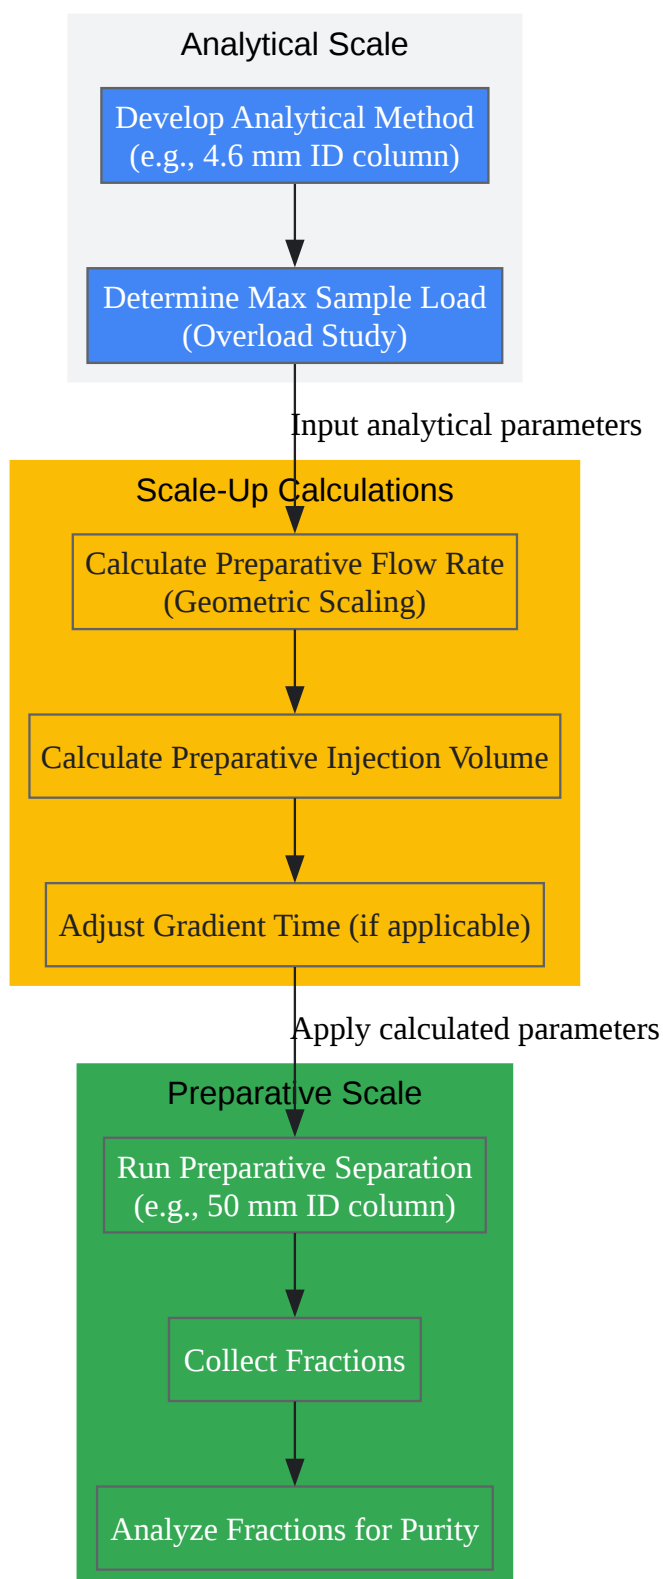 Analytical Scale
Develop Analytical Method
(e.g., 4.6 mm ID column)
Determine Max Sample Load
(Overload Study)
Input analytical parameters
Scale-Up Calculations
Calculate Preparative Flow Rate
(Geometric Scaling)
Calculate Preparative Injection Volume
Adjust Gradient Time (if applicable)
Apply calculated parameters
Preparative Scale
Run Preparative Separation
(e.g., 50 mm ID column)
Collect Fractions
Analyze Fractions for Purity